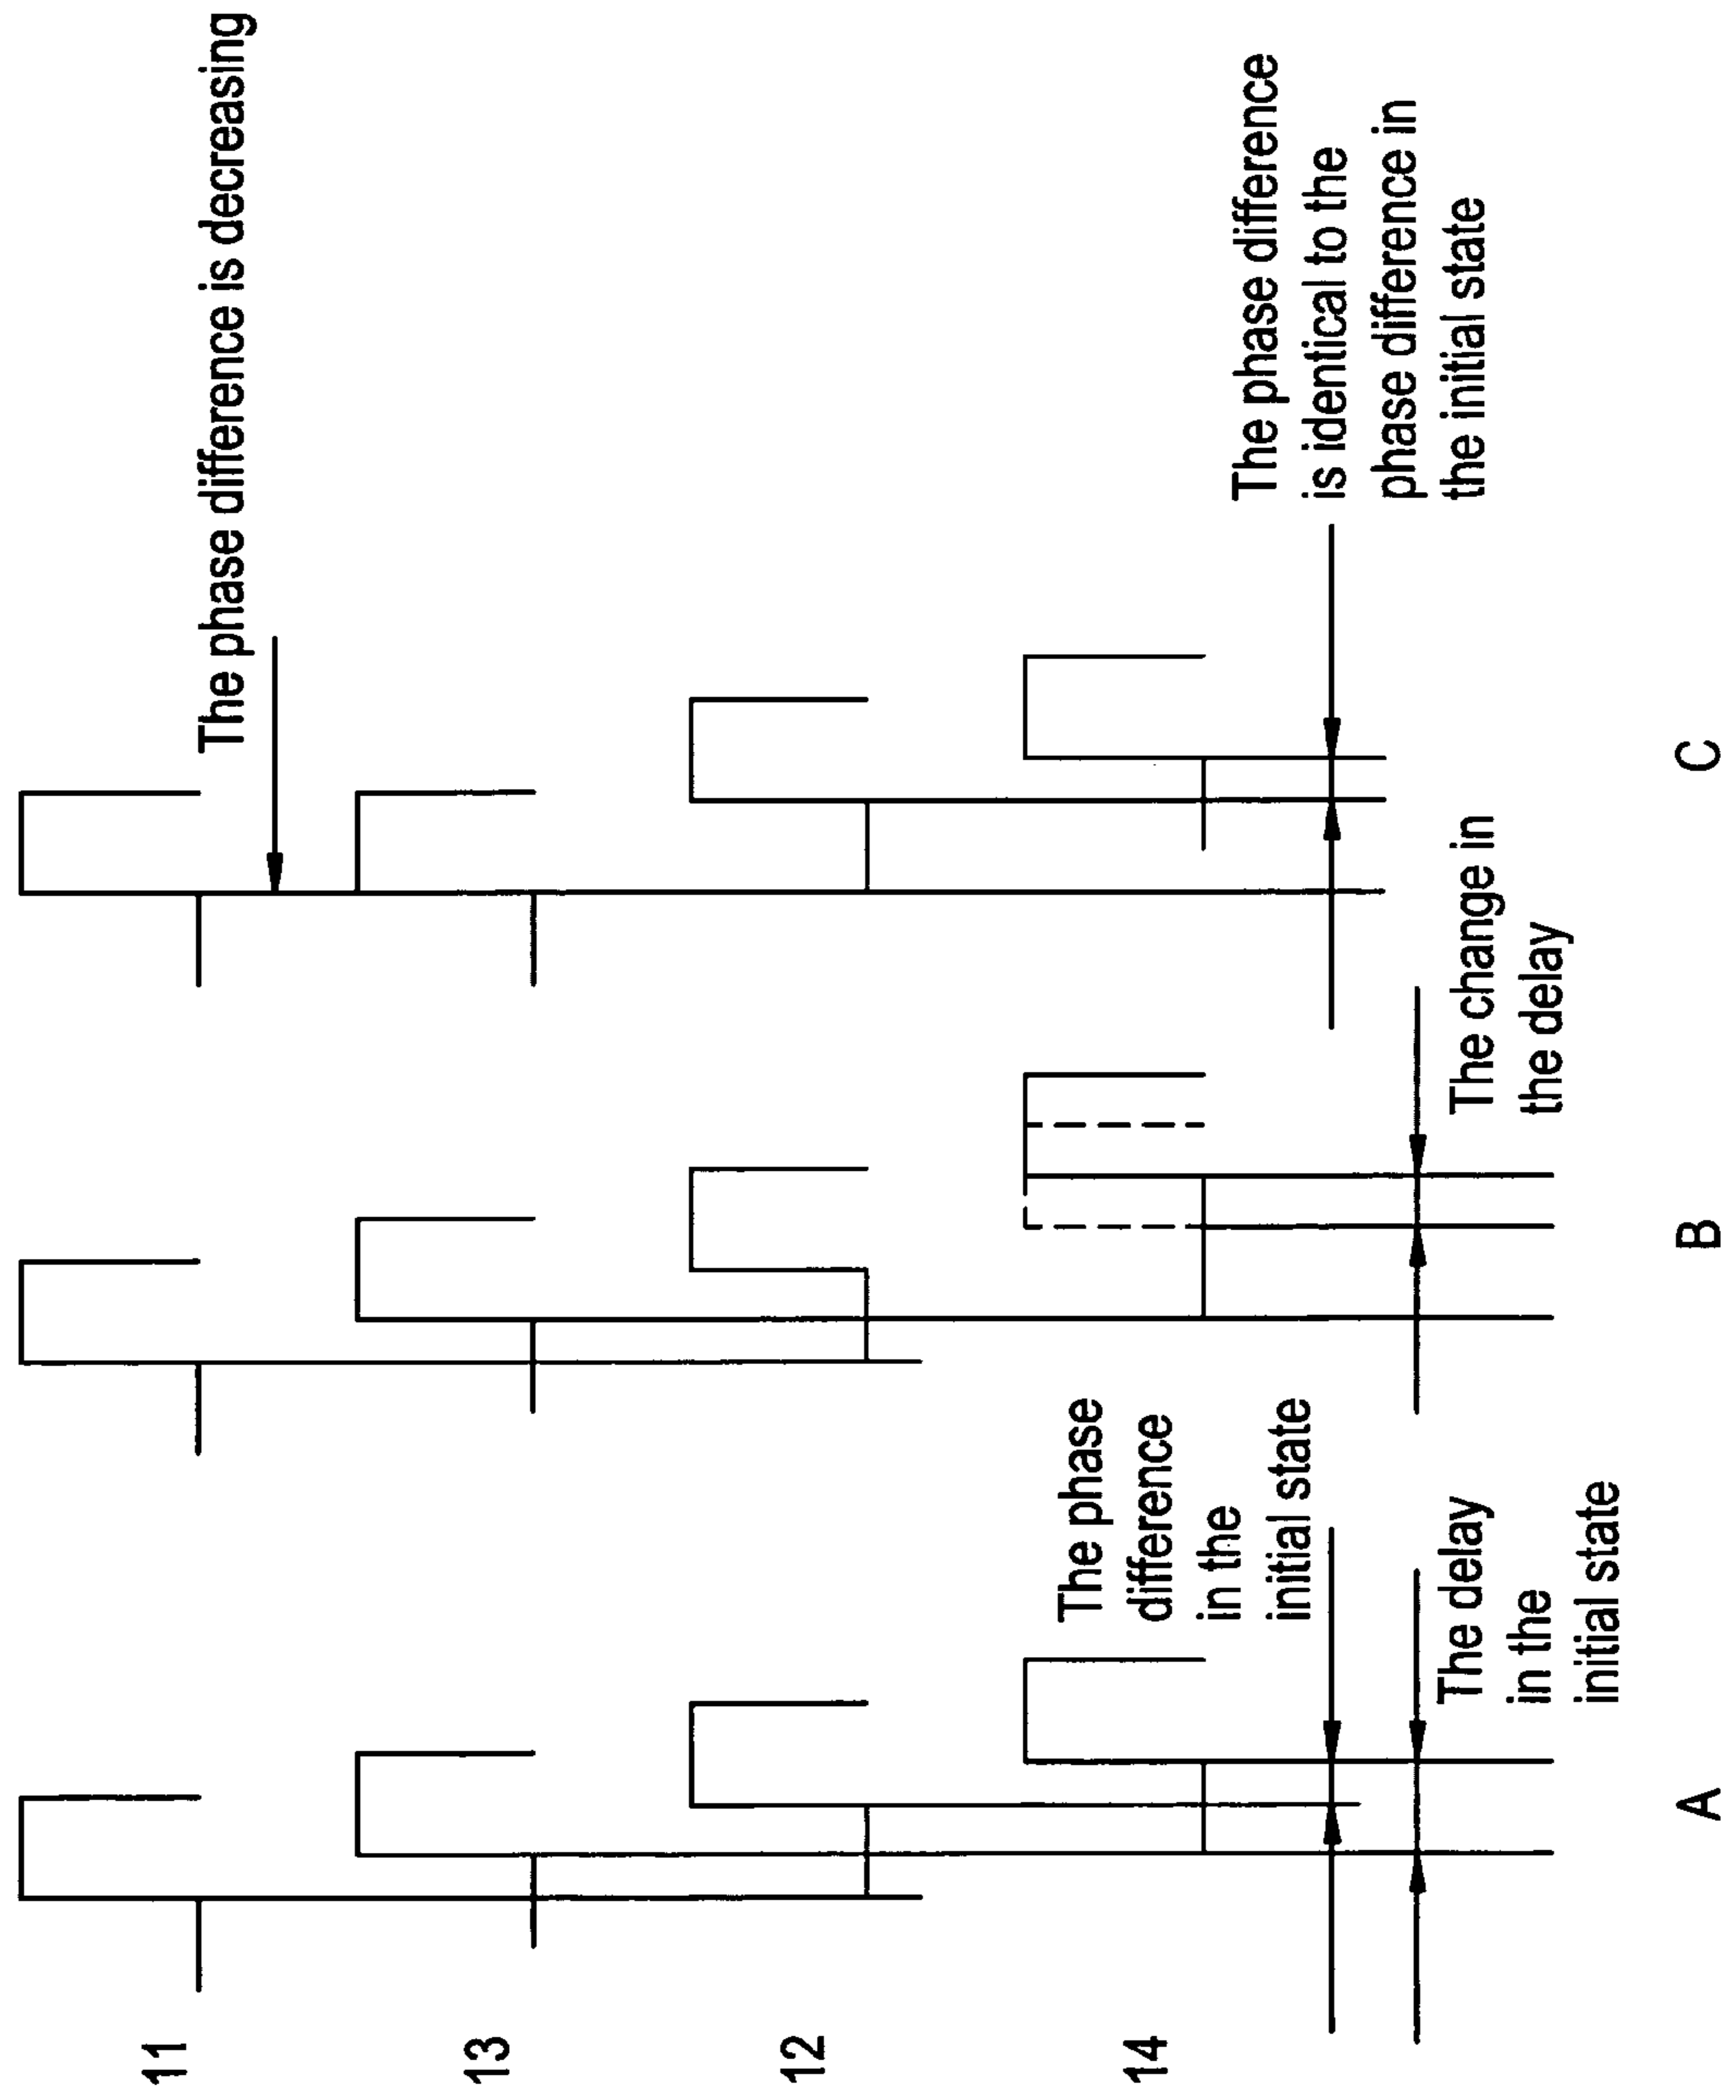 The phase difference is decreasing
11
13
12
14
The phase
difference
in the
initial state
The phase difference
is identical to the
phase difference in
the initial state
The delay
in the
initial state
The change in
the delay
A
B
C